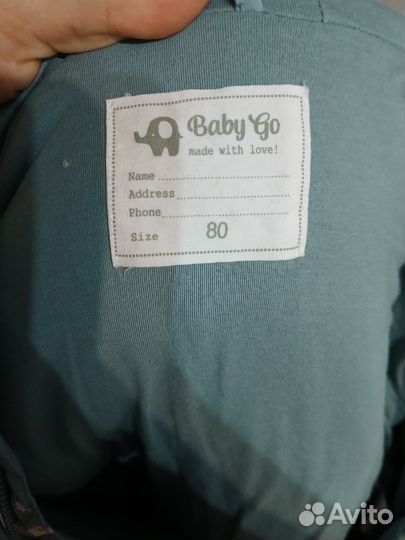 Baby Go
made with love!
Name
Address
Phone
Size 80
Avito